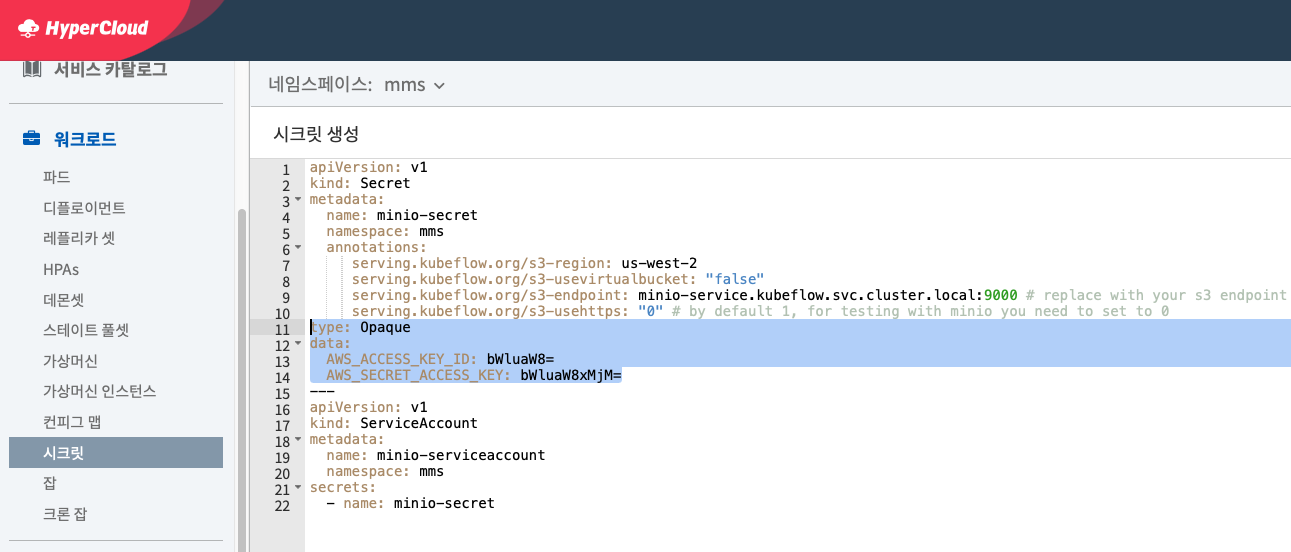 HyperCloud
서비스 카탈로그
워크로드
파드
디플로이먼트
레플리카 셋
HPAs
데몬셋
스테이트 풀셋
가상머신
가상머신 인스턴스
컨피그 맵
시크릿
잡
크론 잡
네임스페이스: mms
시크릿 생성
1 apiVersion: v1
2 kind: Secret
3 metadata:
4   name: minio-secret
5   namespace: mms
6   annotations:
7      serving.kubeflow.org/s3-region: us-west-2
8      serving.kubeflow.org/s3-usevirtualbucket: "false"
9      serving.kubeflow.org/s3-endpoint: minio-service.kubeflow.svc.cluster.local:9000 # replace with your s3 endpoint
10      serving.kubeflow.org/s3-usehttps: "0" # by default 1, for testing with minio you need to set to 0
11 type: Opaque
12 data:
13   AWS_ACCESS_KEY_ID: bWluaW8=
14   AWS_SECRET_ACCESS_KEY: bWluaW8xMjM=
15 ---
16 apiVersion: v1
17 kind: ServiceAccount
18 metadata:
19   name: minio-serviceaccount
20   namespace: mms
21 secrets:
22   - name: minio-secret